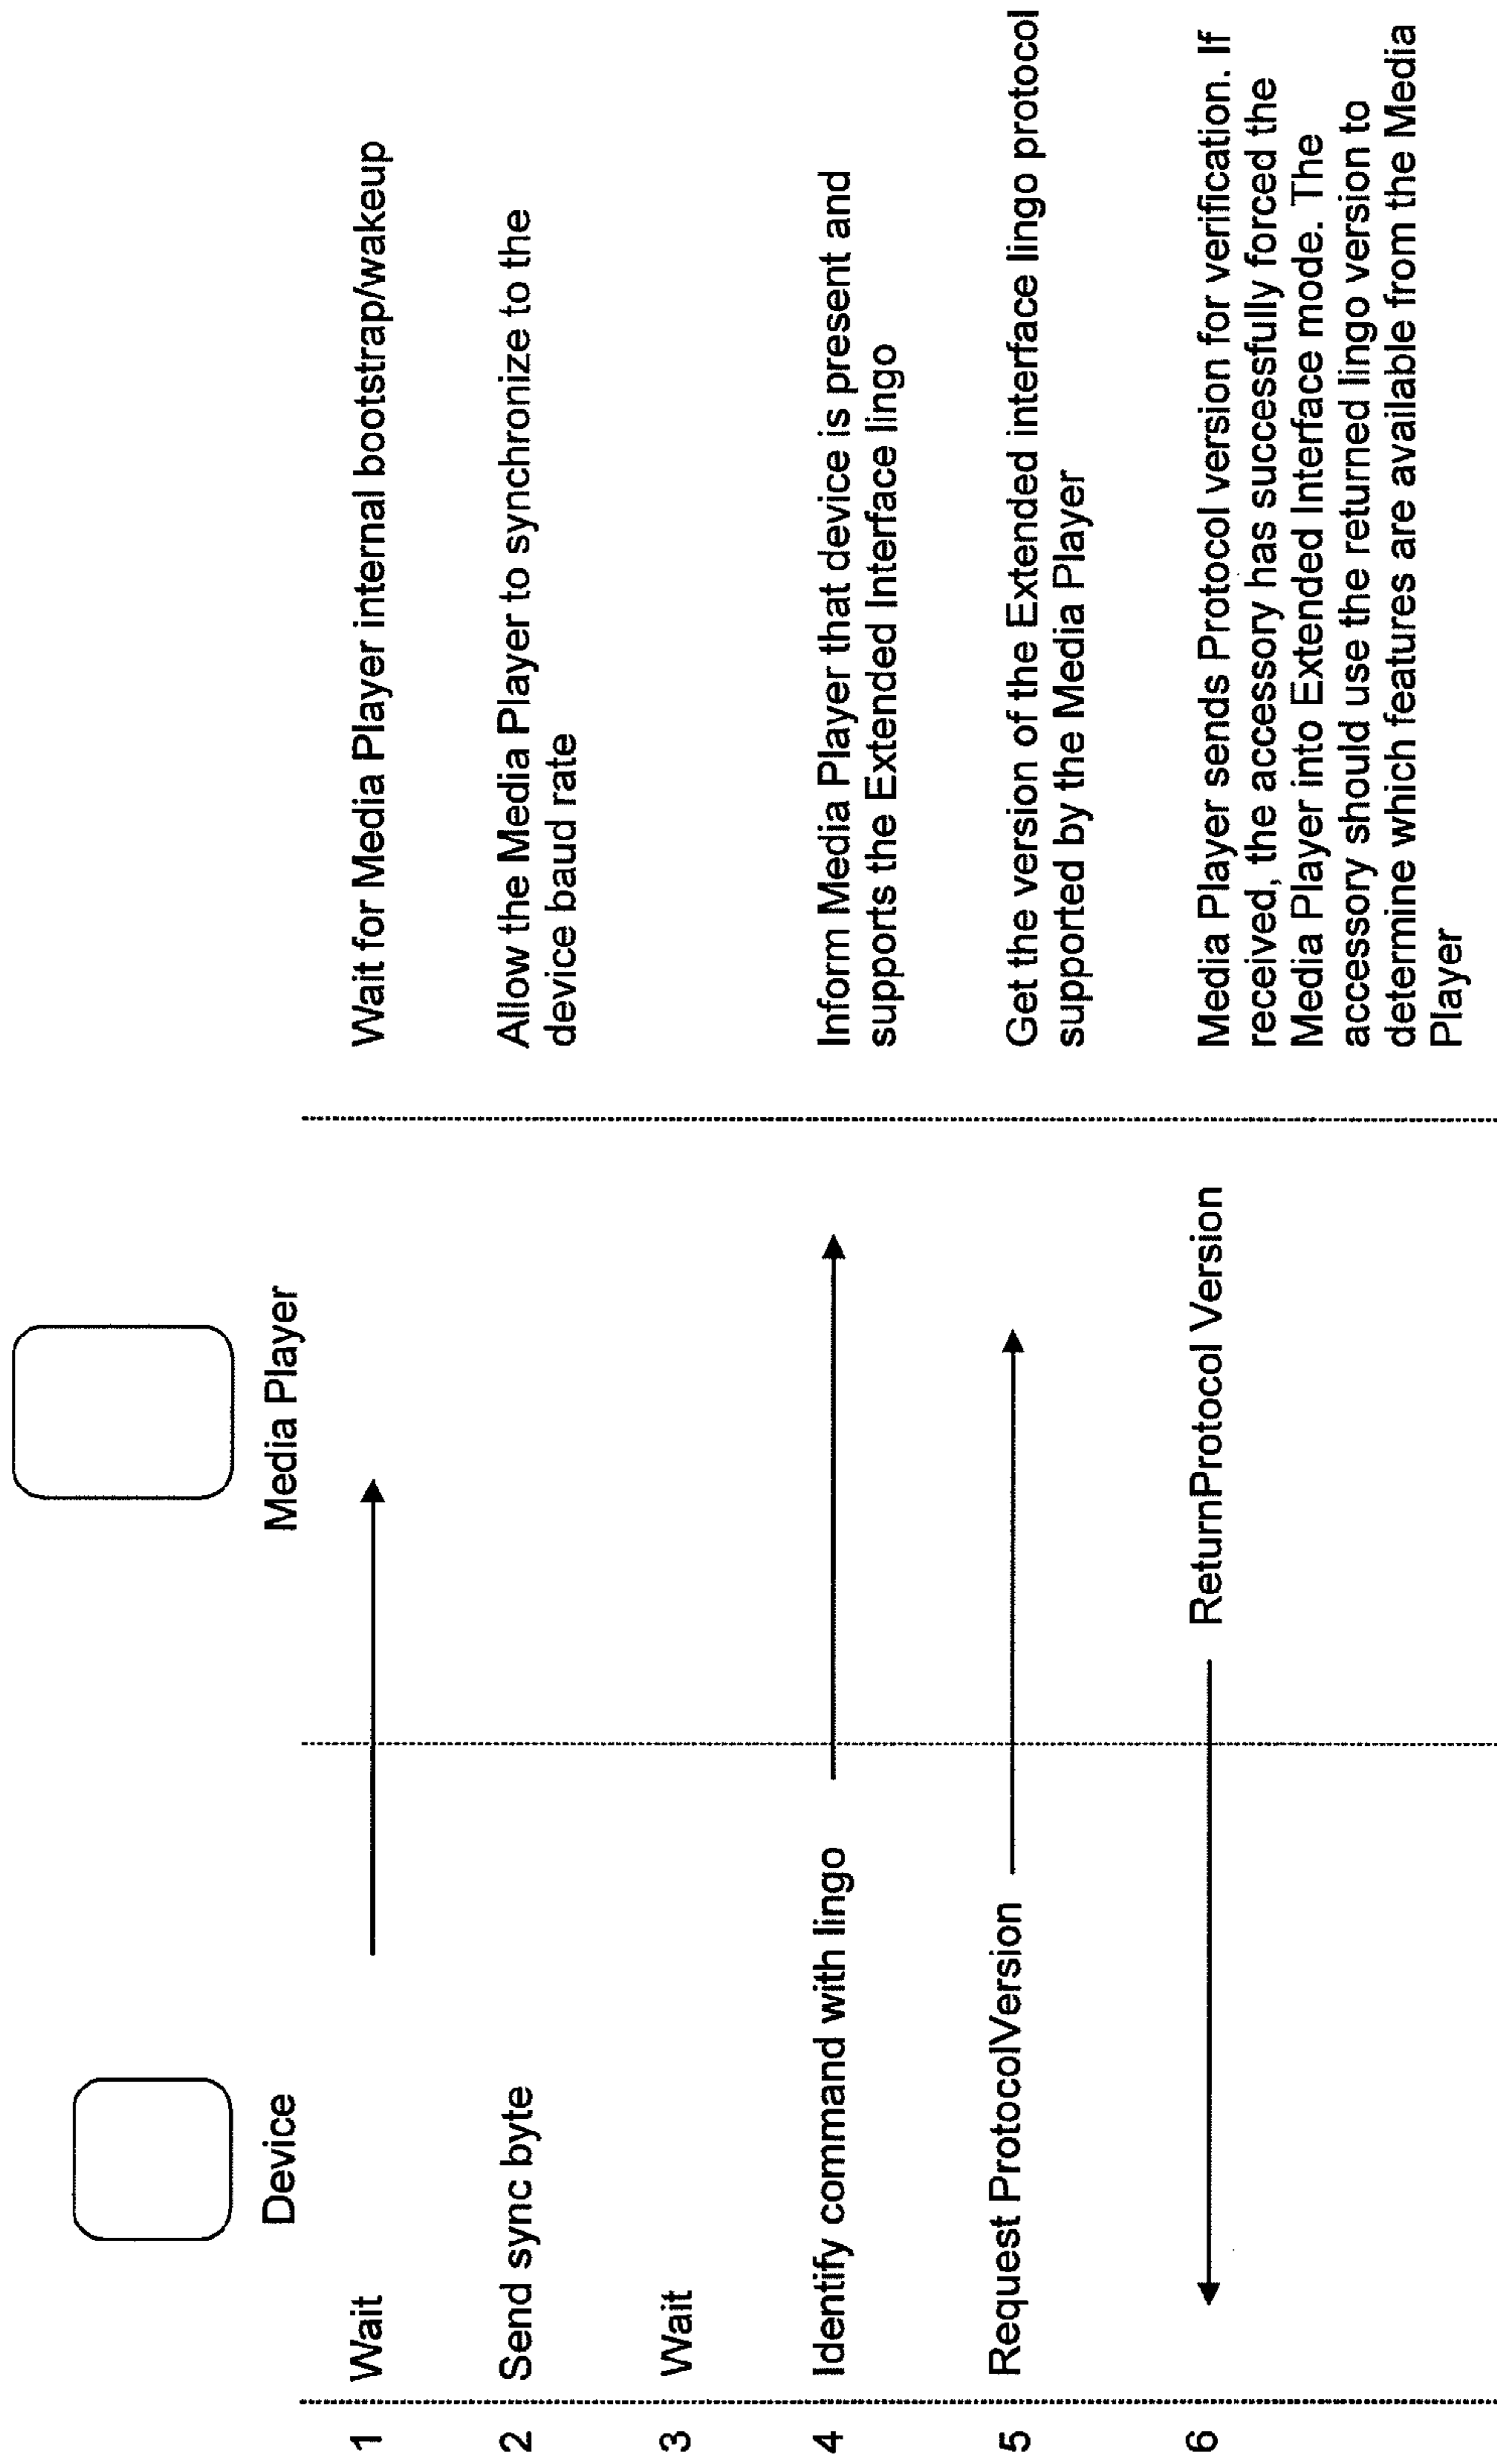 Device
Media Player
1
Wait
Wait for Media Player internal bootstrap/wakeup
2
Send sync byte
Allow the Media Player to synchronize to the
device baud rate
3
Wait
4
Identify command with lingo
Inform Media Player that device is present and
supports the Extended Interface lingo
5
Request ProtocolVersion
Get the version of the Extended interface lingo protocol
supported by the Media Player
6
ReturnProtocol Version
Media Player sends Protocol version for verification. If
received, the accessory has successfully forced the
Media Player into Extended Interface mode. The
accessory should use the returned lingo version to
determine which features are available from the Media
Player